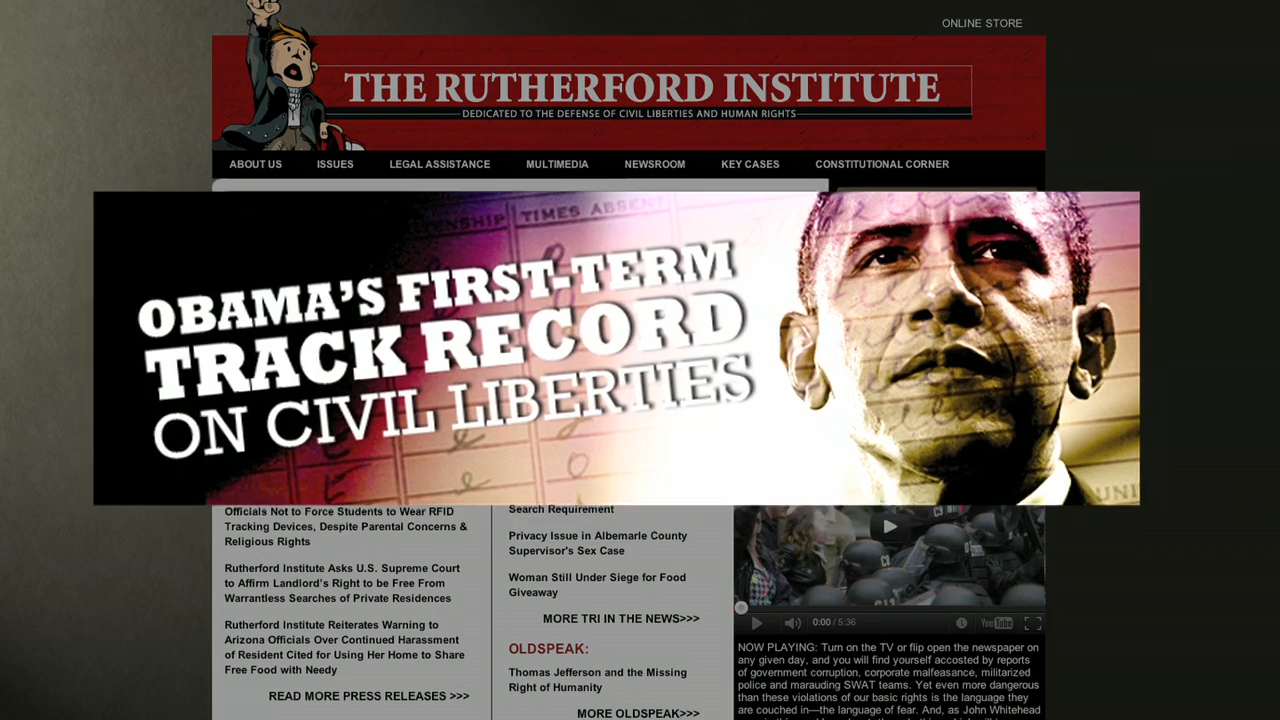 ONLINE STORE
THE RUTHERFORD INSTITUTE
DEDICATED TO THE DEFENSE OF CIVIL LIBERTIES AND HUMAN RIGHTS
ABOUT US ISSUES LEGAL ASSISTANCE MULTIMEDIA NEWSROOM KEY CASES CONSTITUTIONAL CORNER
TIMES ABSENT
OBAMA'S FIRST-TERM
TRACK RECORD
ON CIVIL LIBERTIES
Officials Not to Force Students to Wear RFID
Tracking Devices, Despite Parental Concerns &
Religious Rights
Rutherford Institute Asks U.S. Supreme Court
to Affirm Landlord's Right to be Free From
Warrantless Searches of Private Residences
Rutherford Institute Reiterates Warning to
Arizona Officials Over Continued Harassment
of Resident Cited for Using Her Home to Share
Free Food with Needy
READ MORE PRESS RELEASES >>>
Search Requirement
Privacy Issue in Albemarle County
Supervisor's Sex Case
Woman Still Under Siege for Food
Giveaway
MORE TRI IN THE NEWS>>>
OLDSPEAK:
Thomas Jefferson and the Missing
Right of Humanity
MORE OLDSPEAK>>>
0:00 / 5:36
YouTube
NOW PLAYING: Turn on the TV or flip open the newspaper on
any given day, and you will find yourself accosted by reports
of government corruption, corporate malfeasance, militarized
police and marauding SWAT teams. Yet even more dangerous
than these violations of our basic rights is the language they
are couched in—the language of fear. And, as John Whitehead